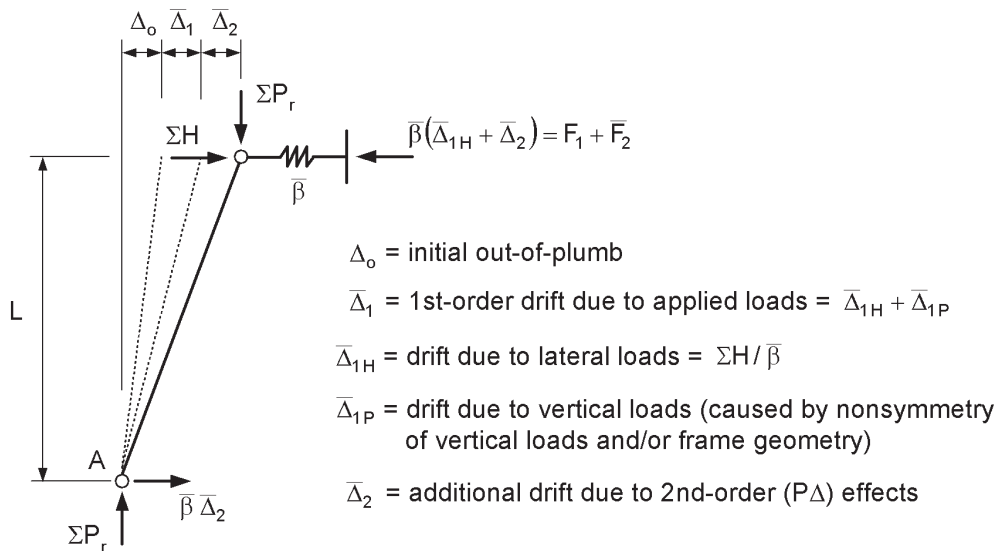 Δₒ Δ̅₁ Δ̅₂
ΣPᵣ
ΣH
β̅(Δ̅₁H + Δ̅₂) = F₁ + F̅₂
β̅
L
Δₒ = initial out-of-plumb
Δ̅₁ = 1st-order drift due to applied loads = Δ̅₁H + Δ̅₁P
Δ̅₁H = drift due to lateral loads = ΣH / β̅
Δ̅₁P = drift due to vertical loads (caused by nonsymmetry
of vertical loads and/or frame geometry)
A
β̅ Δ̅₂
Δ̅₂ = additional drift due to 2nd-order (PΔ) effects
ΣPᵣ